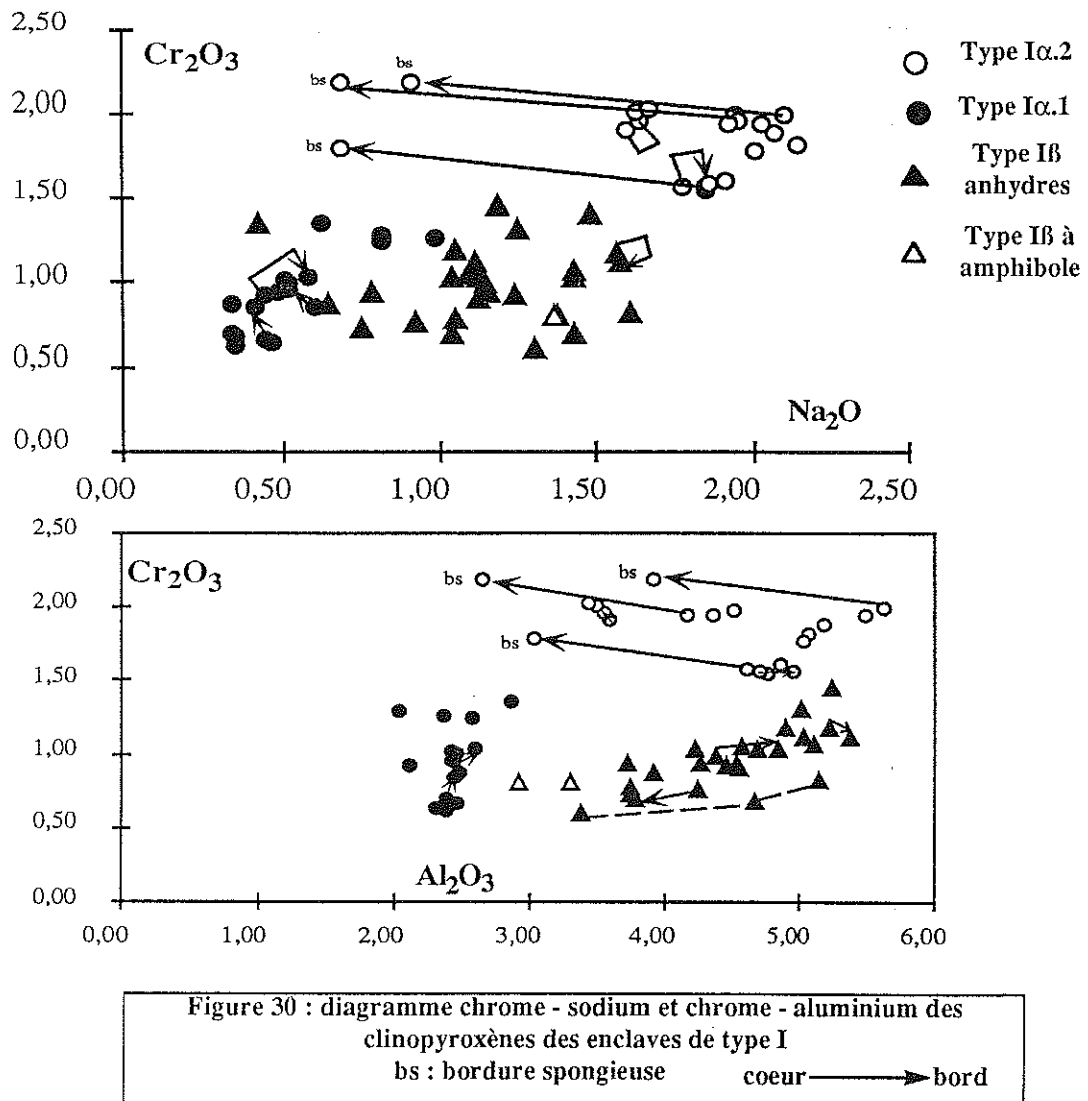 2,50
2,00
1,50
1,00
0,50
0,00
Cr₂O₃
bs
bs
bs
Na₂O
0,00 0,50 1,00 1,50 2,00 2,50
Type Iα.2
Type Iα.1
Type Iß
anhydres
Type Iß à
amphibole
2,50
2,00
1,50
1,00
0,50
0,00
Cr₂O₃
bs
bs
bs
Al₂O₃
0,00 1,00 2,00 3,00 4,00 5,00 6,00
Figure 30 : diagramme chrome - sodium et chrome - aluminium des
clinopyroxènes des enclaves de type I
bs : bordure spongieuse coeur bord